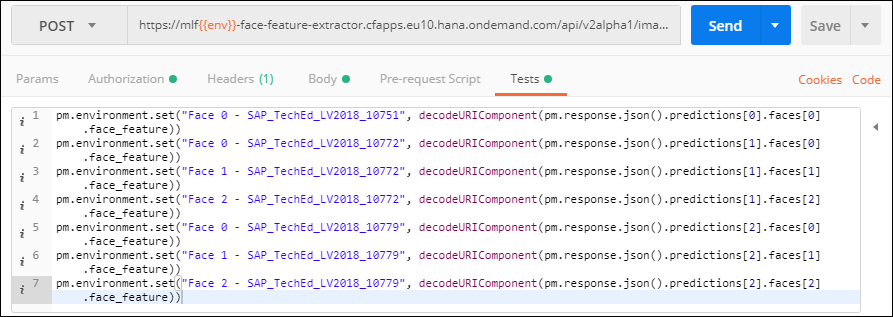 POST https://mlf{{env}}-face-feature-extractor.cfapps.eu10.hana.ondemand.com/api/v2alpha1/ima... Send Save
Params Authorization Headers (1) Body Pre-request Script Tests Cookies Code
i 1 pm.environment.set("Face 0 - SAP_TechEd_LV2018_10751", decodeURIComponent(pm.response.json().predictions[0].faces[0]
.face_feature))
i 2 pm.environment.set("Face 0 - SAP_TechEd_LV2018_10772", decodeURIComponent(pm.response.json().predictions[1].faces[0]
.face_feature))
i 3 pm.environment.set("Face 1 - SAP_TechEd_LV2018_10772", decodeURIComponent(pm.response.json().predictions[1].faces[1]
.face_feature))
i 4 pm.environment.set("Face 2 - SAP_TechEd_LV2018_10772", decodeURIComponent(pm.response.json().predictions[1].faces[2]
.face_feature))
i 5 pm.environment.set("Face 0 - SAP_TechEd_LV2018_10779", decodeURIComponent(pm.response.json().predictions[2].faces[0]
.face_feature))
i 6 pm.environment.set("Face 1 - SAP_TechEd_LV2018_10779", decodeURIComponent(pm.response.json().predictions[2].faces[1]
.face_feature))
i 7 pm.environment.set("Face 2 - SAP_TechEd_LV2018_10779", decodeURIComponent(pm.response.json().predictions[2].faces[2]
.face_feature))